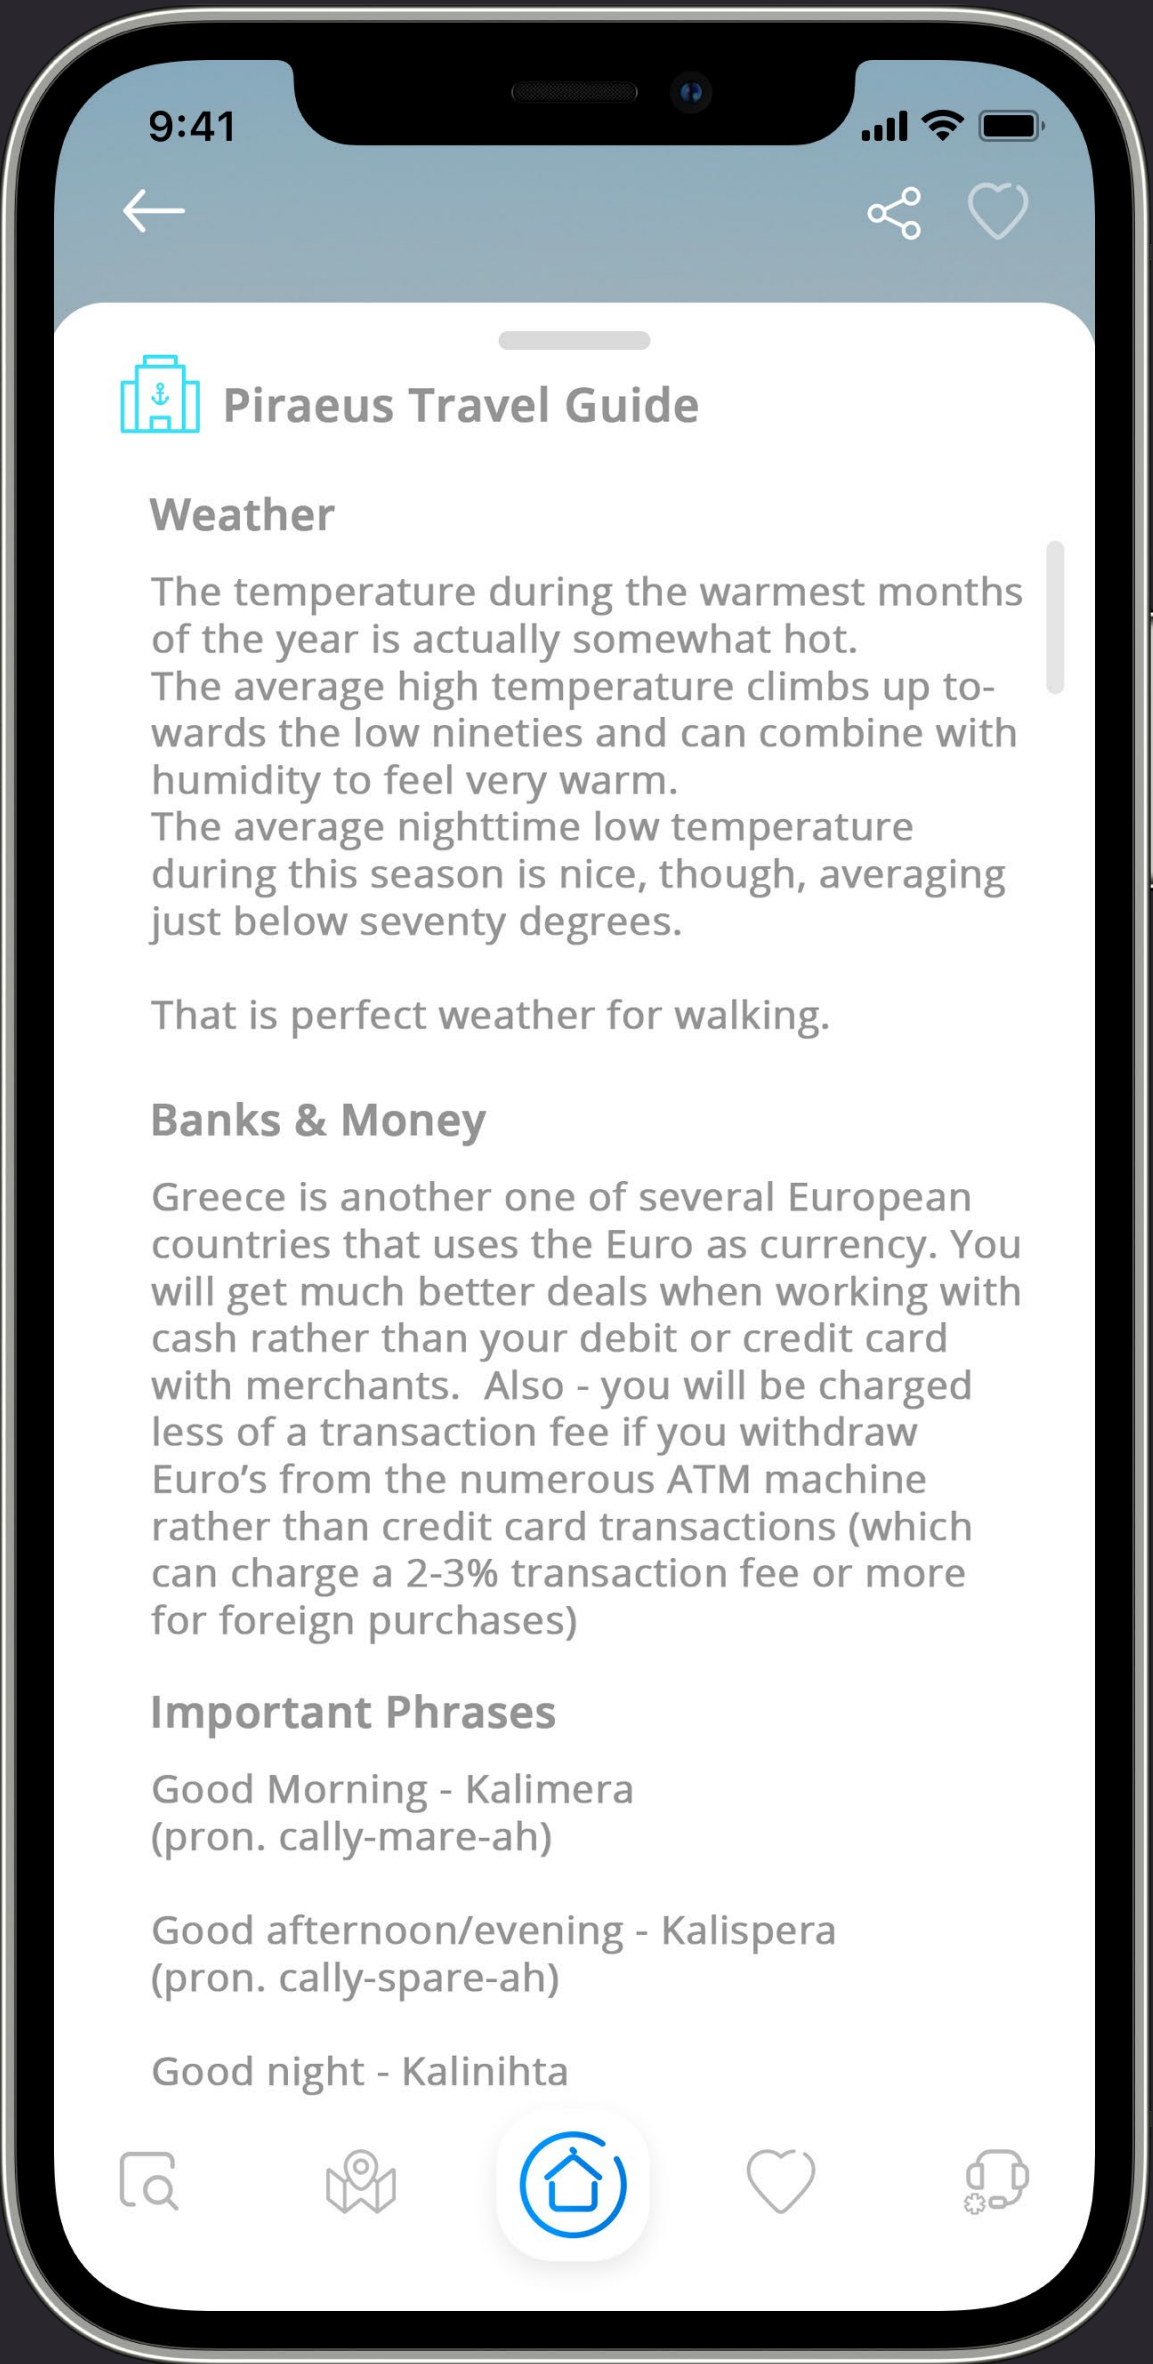 9:41
Piraeus Travel Guide
Weather
The temperature during the warmest months
of the year is actually somewhat hot.
The average high temperature climbs up to-
wards the low nineties and can combine with
humidity to feel very warm.
The average nighttime low temperature
during this season is nice, though, averaging
just below seventy degrees.
That is perfect weather for walking.
Banks & Money
Greece is another one of several European
countries that uses the Euro as currency. You
will get much better deals when working with
cash rather than your debit or credit card
with merchants.  Also - you will be charged
less of a transaction fee if you withdraw
Euro’s from the numerous ATM machine
rather than credit card transactions (which
can charge a 2-3% transaction fee or more
for foreign purchases)
Important Phrases
Good Morning - Kalimera
(pron. cally-mare-ah)
Good afternoon/evening - Kalispera
(pron. cally-spare-ah)
Good night - Kalinihta